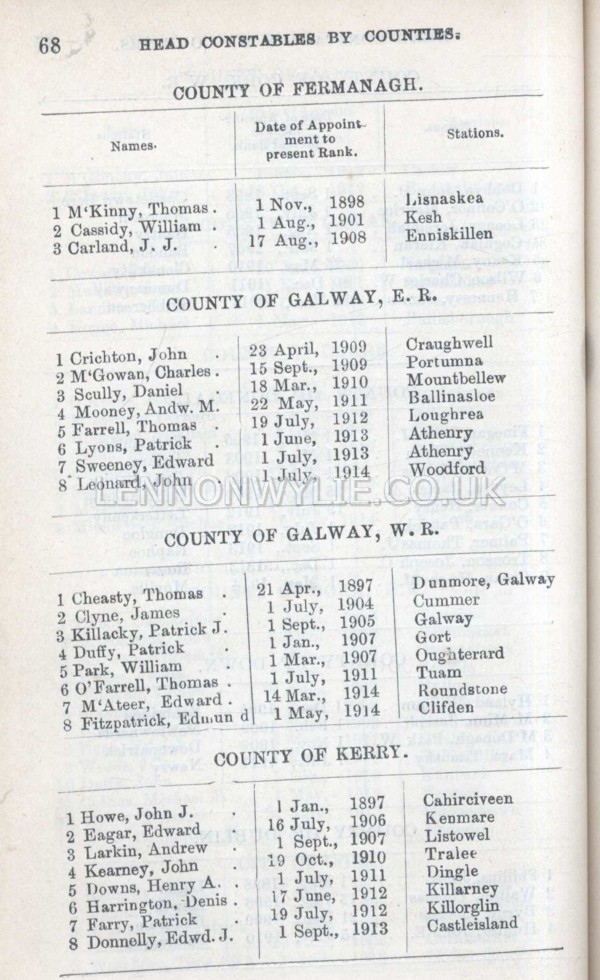 68 HEAD CONSTABLES BY COUNTIES.
COUNTY OF FERMANAGH.
Names. Date of Appointment to present Rank. Stations.
1 M‘Kinny, Thomas . 1 Nov., 1898 Lisnaskea
2 Cassidy, William . 1 Aug., 1901 Kesh
3 Carland, J. J. . 17 Aug., 1908 Enniskillen
COUNTY OF GALWAY, E. R.
1 Crichton, John . 23 April, 1909 Craughwell
2 M‘Gowan, Charles . 15 Sept., 1909 Portumna
3 Scully, Daniel 18 Mar., 1910 Mountbellew
4 Mooney, Andw. M. 22 May, 1911 Ballinasloe
5 Farrell, Thomas . 19 July, 1912 Loughrea
6 Lyons, Patrick . 1 June, 1913 Athenry
7 Sweeney, Edward 1 July, 1913 Athenry
8 Leonard, John . 1 July, 1914 Woodford
LENNONWYLIE.CO.UK
COUNTY OF GALWAY, W. R.
1 Cheasty, Thomas 21 Apr., 1897 Dunmore, Galway
2 Clyne, James . 1 July, 1904 Cummer
3 Killacky, Patrick J. 1 Sept., 1905 Galway
4 Duffy, Patrick . 1 Jan., 1907 Gort
5 Park, William . 1 Mar., 1907 Oughterard
6 O‘Farrell, Thomas . 1 July, 1911 Tuam
7 M‘Ateer, Edward . 14 Mar., 1914 Roundstone
8 Fitzpatrick, Edmun d 1 May, 1914 Clifden
COUNTY OF KERRY.
1 Howe, John J. . 1 Jan., 1897 Cahirciveen
2 Eagar, Edward . 16 July, 1906 Kenmare
3 Larkin, Andrew 1 Sept., 1907 Listowel
4 Kearney, John . 19 Oct., 1910 Tralee
5 Downs, Henry A. . 1 July, 1911 Dingle
6 Harrington, Denis . 17 June, 1912 Killarney
7 Farry, Patrick . 19 July, 1912 Killorglin
8 Donnelly, Edwd. J. 1 Sept., 1913 Castleisland